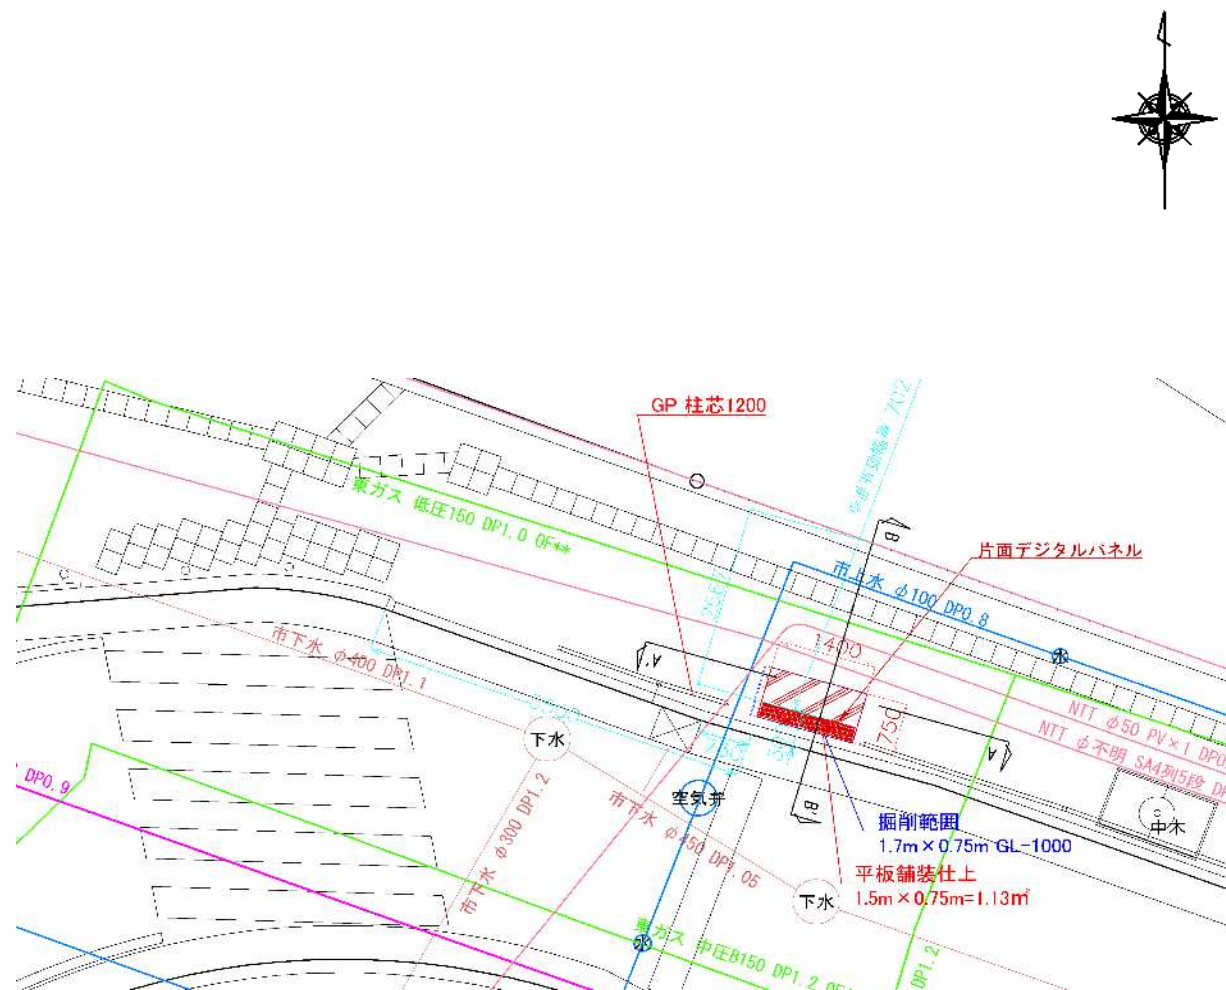 GP 柱芯1200
東ガス 低圧150 DP1.0 OF**
片面デジタルパネル
B
市上水 φ100 DP0.8
1400
A'
市下水 φ400 DP1.1
NTT φ50 PV×1
NTT φ不明 SA4列5段
750
A
下水
DP0.9
空気弁
B'
中木
市下水 φ300 DP1.2
市下水 φ450 DP1.05
掘削範囲
1.7m×0.75m GL-1000
平板舗装仕上
1.5m×0.75m=1.13㎡
下水
水
水
東ガス 中圧B150 DP1.2
DP1.2